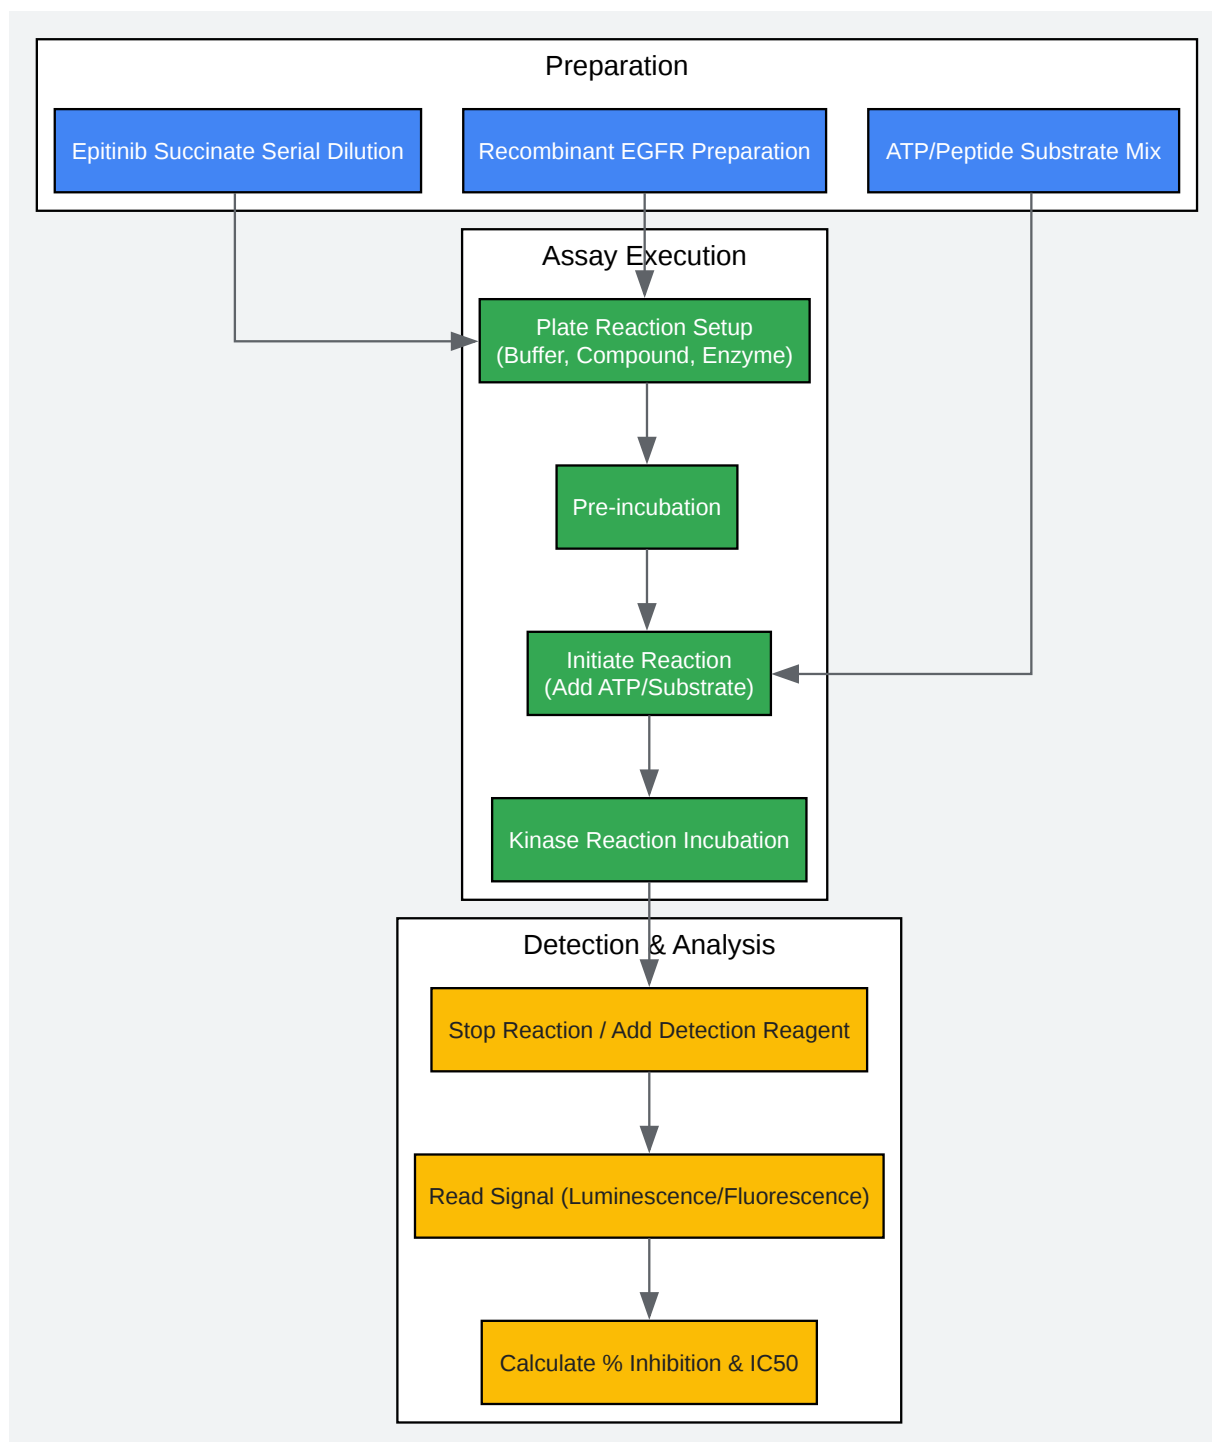 Preparation
Epitinib Succinate Serial Dilution
Recombinant EGFR Preparation
ATP/Peptide Substrate Mix
Assay Execution
Plate Reaction Setup
(Buffer, Compound, Enzyme)
Pre-incubation
Initiate Reaction
(Add ATP/Substrate)
Kinase Reaction Incubation
Detection & Analysis
Stop Reaction / Add Detection Reagent
Read Signal (Luminescence/Fluorescence)
Calculate % Inhibition & IC50